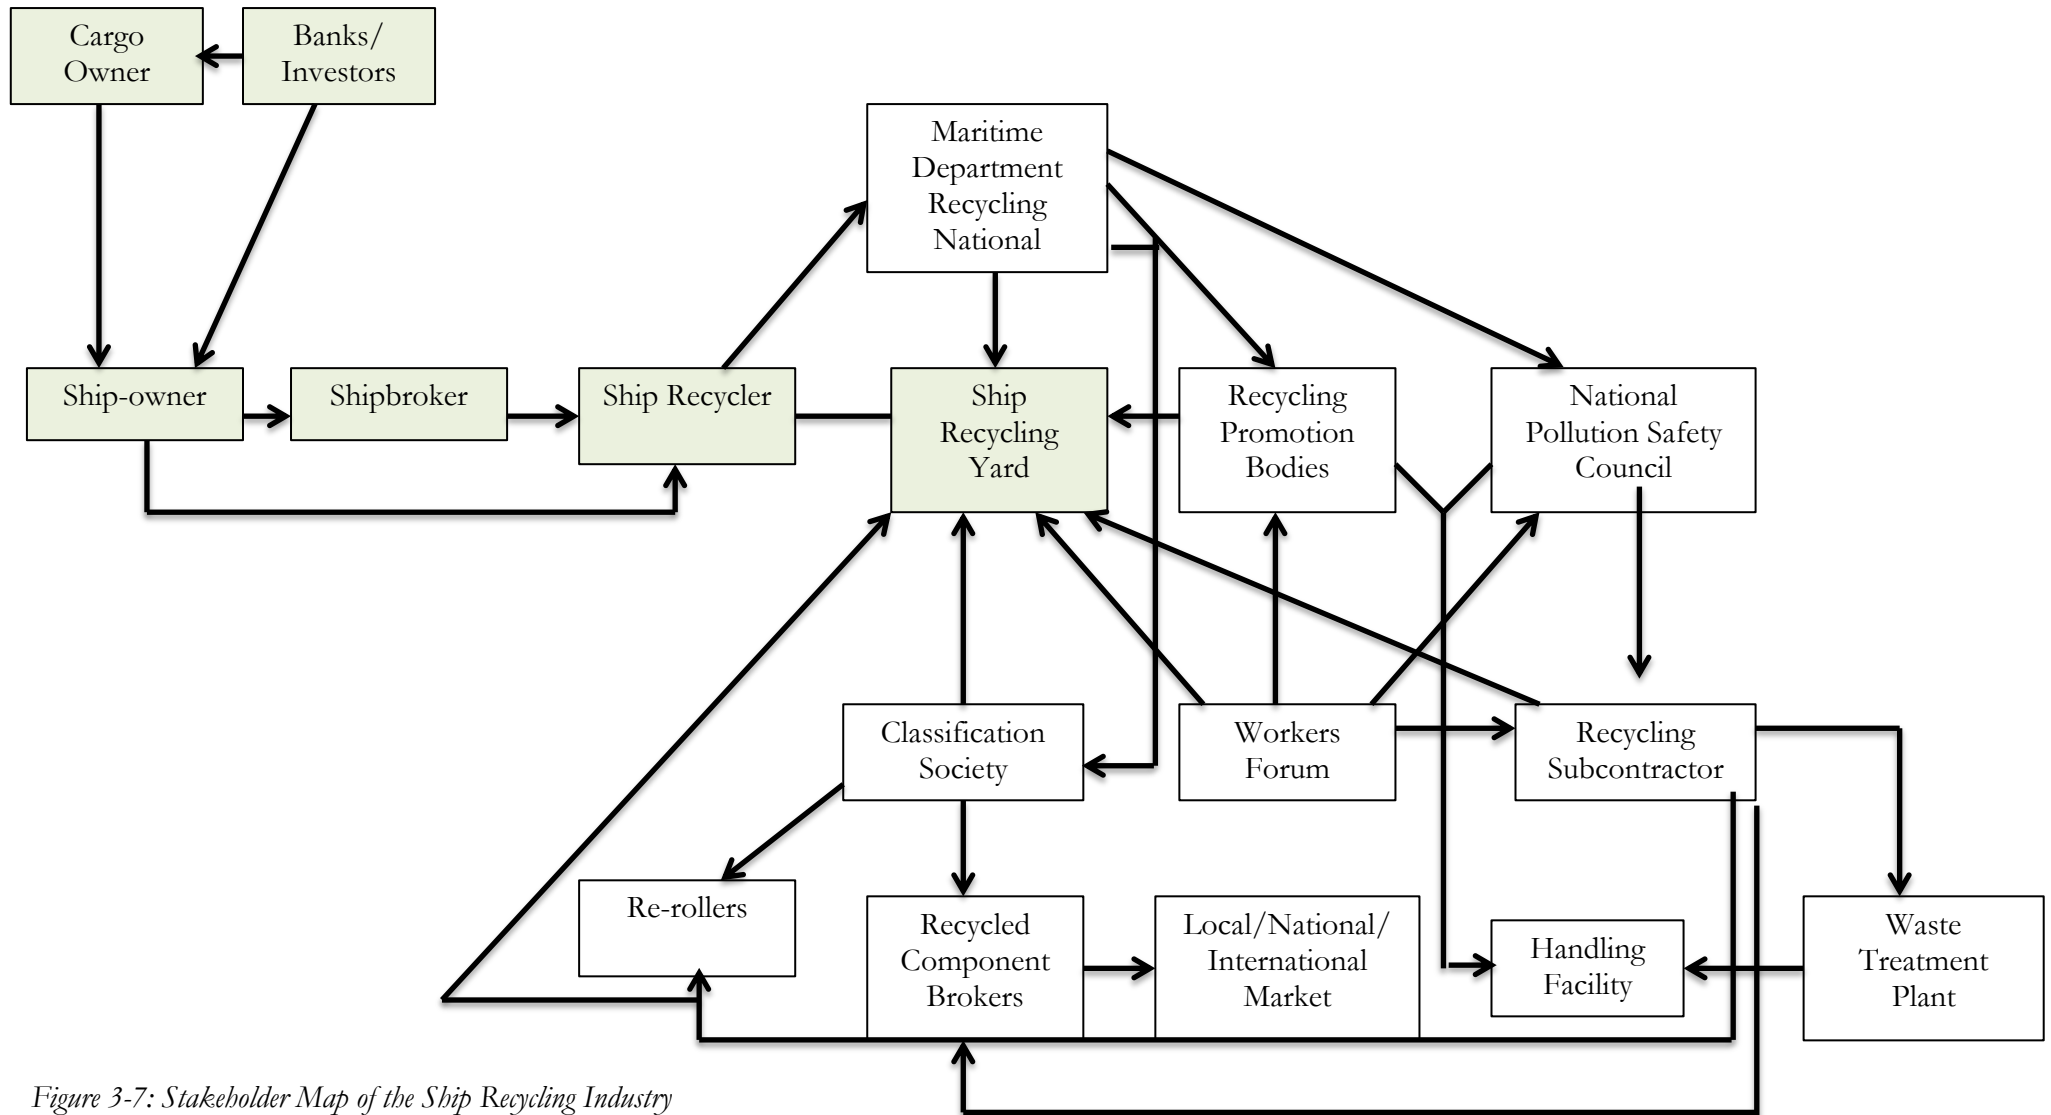 Cargo
Owner
Banks/
Investors
Maritime
Department
Recycling
National
Ship-owner
Shipbroker
Ship Recycler
Ship
Recycling
Yard
Recycling
Promotion
Bodies
National
Pollution Safety
Council
Classification
Society
Workers
Forum
Recycling
Subcontractor
Re-rollers
Recycled
Component
Brokers
Local/National/
International
Market
Handling
Facility
Waste
Treatment
Plant
Figure 3-7: Stakeholder Map of the Ship Recycling Industry